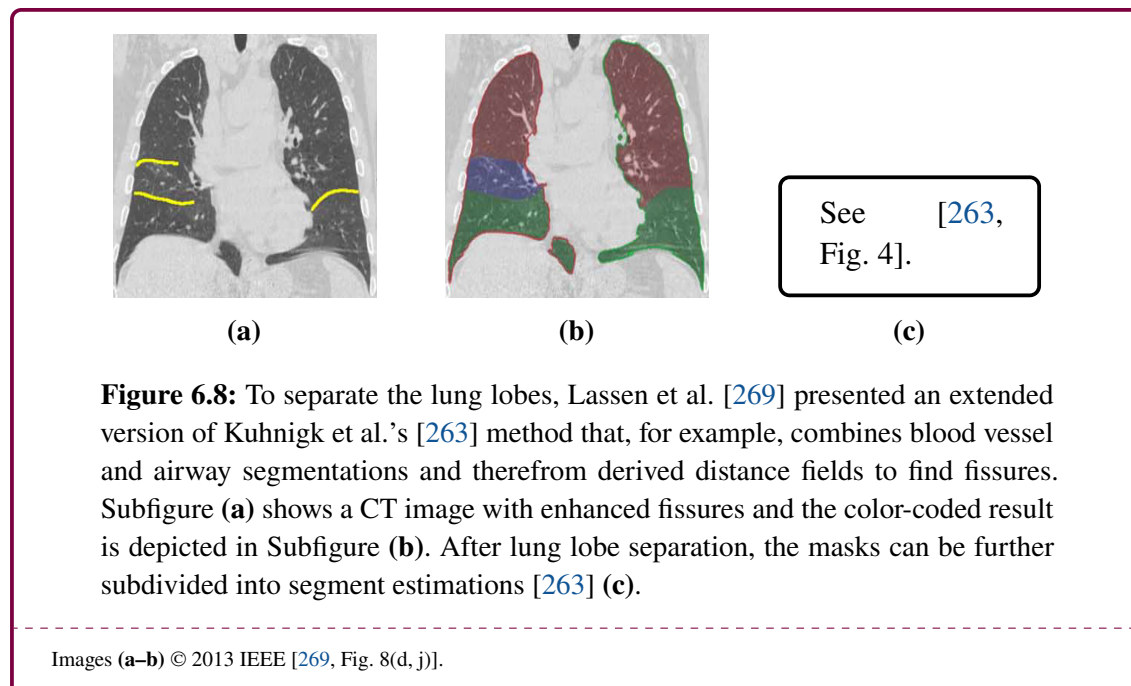 See [263,
Fig. 4].
(a)
(b)
(c)
Figure 6.8: To separate the lung lobes, Lassen et al. [269] presented an extended
version of Kuhnigk et al.'s [263] method that, for example, combines blood vessel
and airway segmentations and therefrom derived distance fields to find fissures.
Subfigure (a) shows a CT image with enhanced fissures and the color-coded result
is depicted in Subfigure (b). After lung lobe separation, the masks can be further
subdivided into segment estimations [263] (c).
Images (a–b) © 2013 IEEE [269, Fig. 8(d, j)].